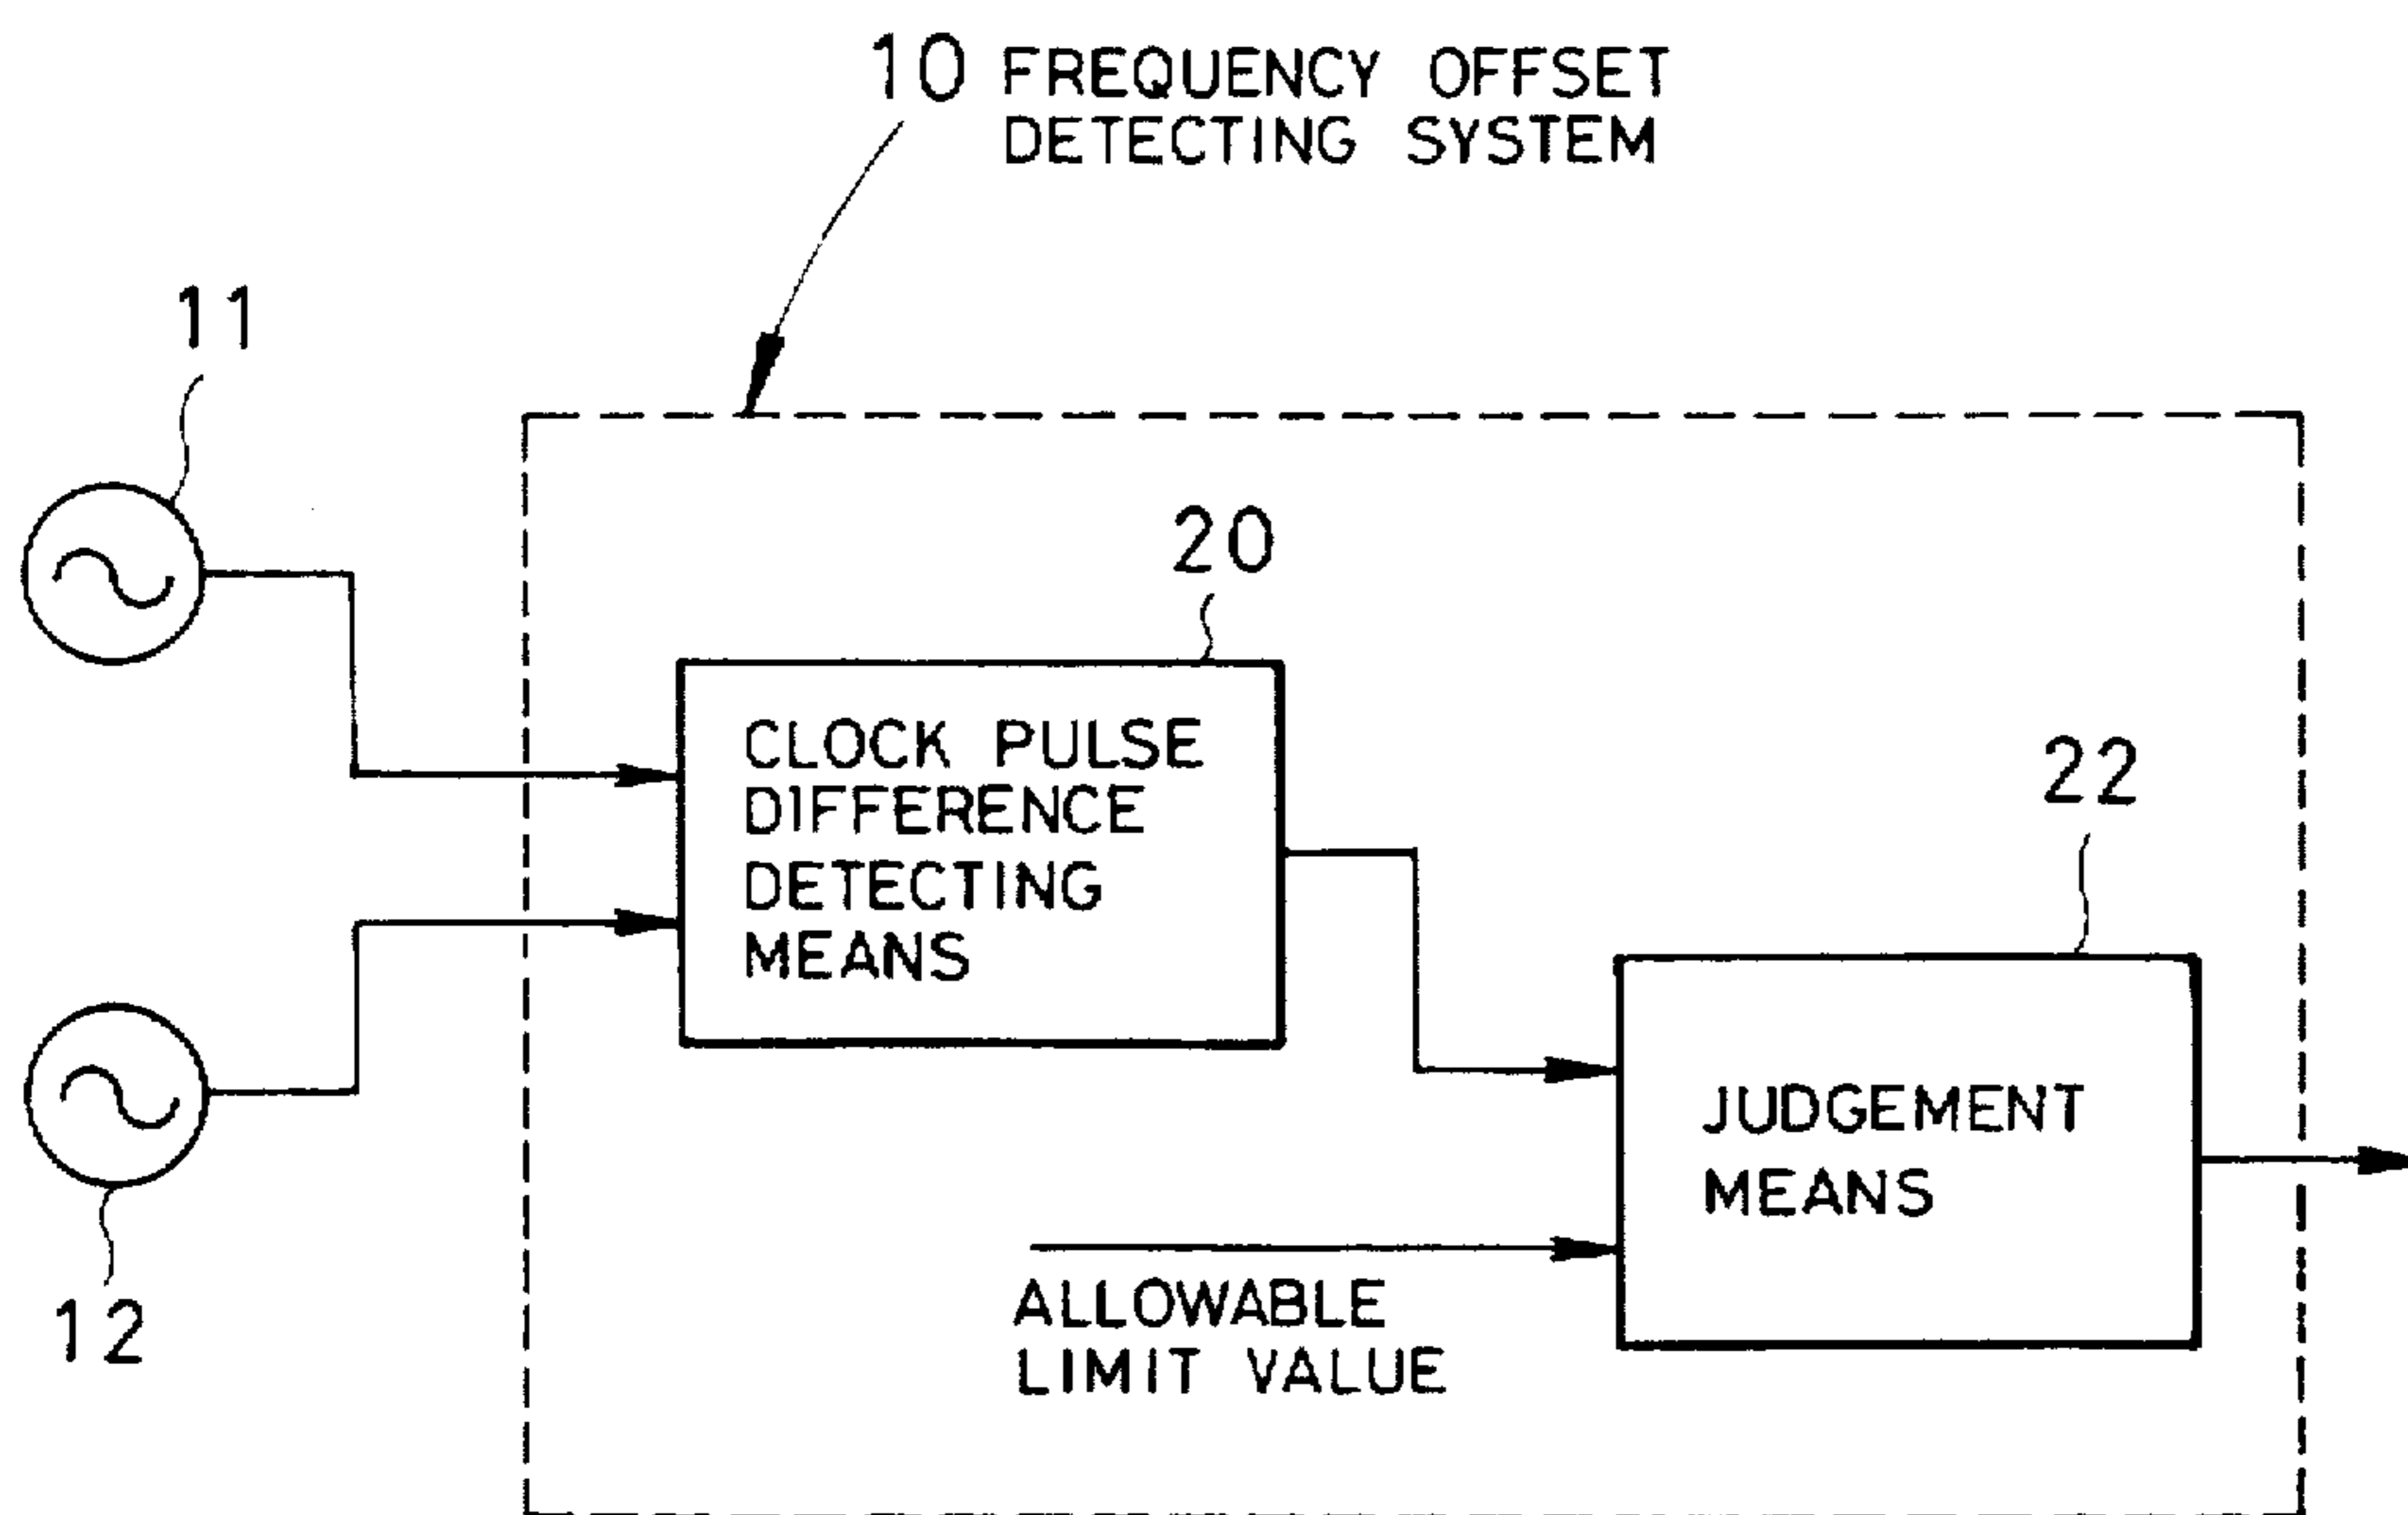 10 FREQUENCY OFFSET
DETECTING SYSTEM
11
20
CLOCK PULSE
DIFFERENCE
DETECTING
MEANS
22
JUDGEMENT
MEANS
ALLOWABLE
LIMIT VALUE
12